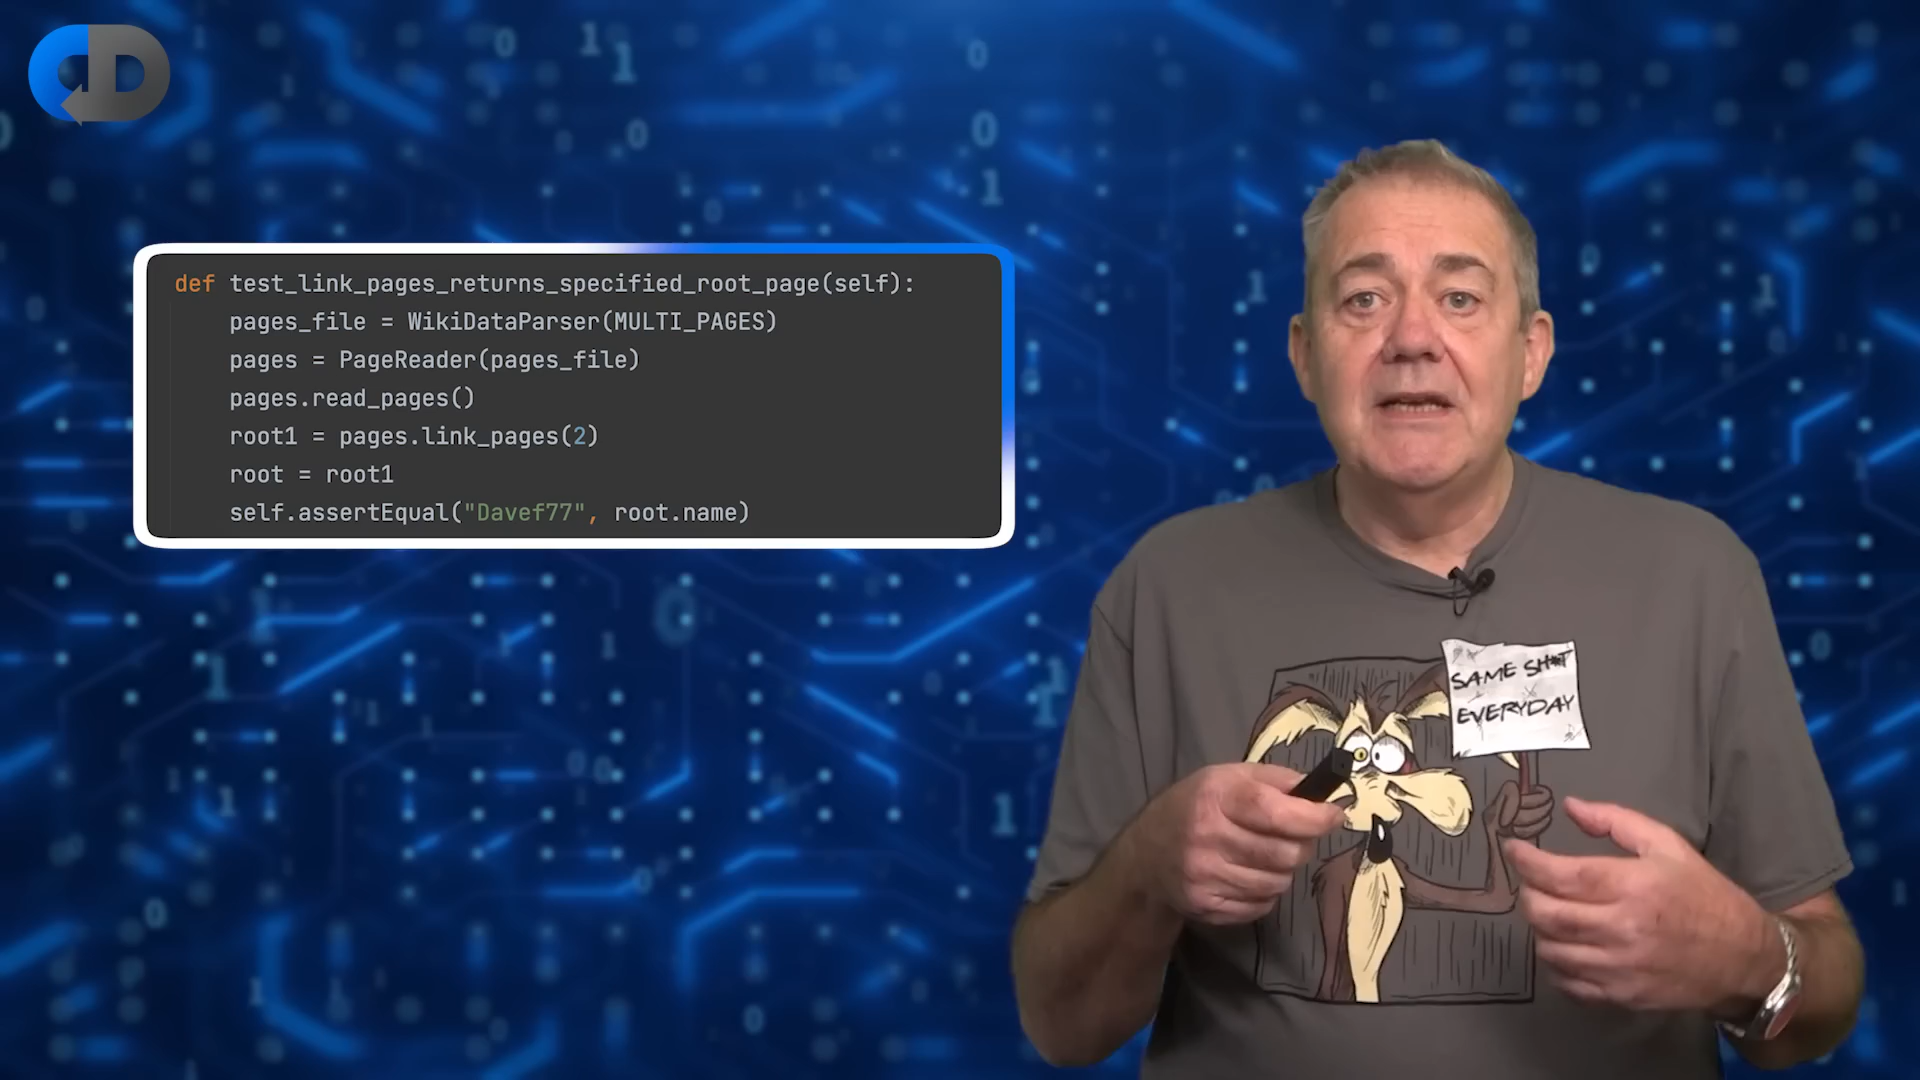 CD
def test_link_pages_returns_specified_root_page(self):
pages_file = WikiDataParser(MULTI_PAGES)
pages = PageReader(pages_file)
pages.read_pages()
root1 = pages.link_pages(2)
root = root1
self.assertEqual("Davef77", root.name)
SAME SH*T
EVERYDAY